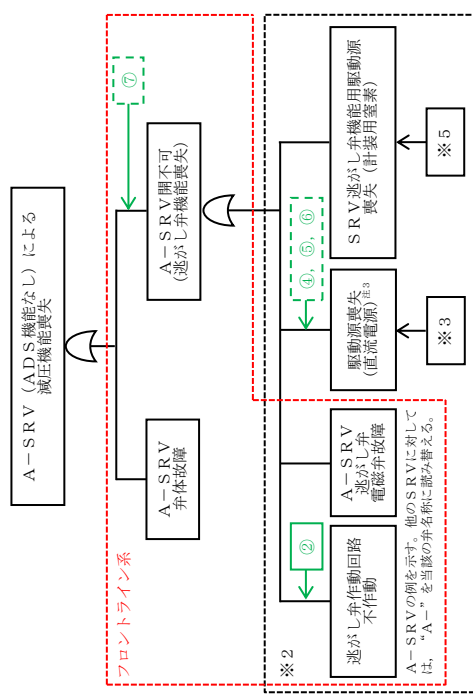 A－SRV（ADS機能なし）による
減圧機能喪失
フロントライン系
A－SRV
弁体故障
A－SRV開不可
(逃がし弁機能喪失)
⑦
※2
逃がし弁作動回路
不作動
②
A－SRV
逃がし弁
電磁弁故障
駆動源喪失
(直流電源)注3
④，⑤，⑥
SRV逃がし弁機能用駆動源
喪失（計装用窒素）
※3
※5
A－SRVの例を示す。他のSRVに対して
は，“A－”を当該の弁名称に読み替える。